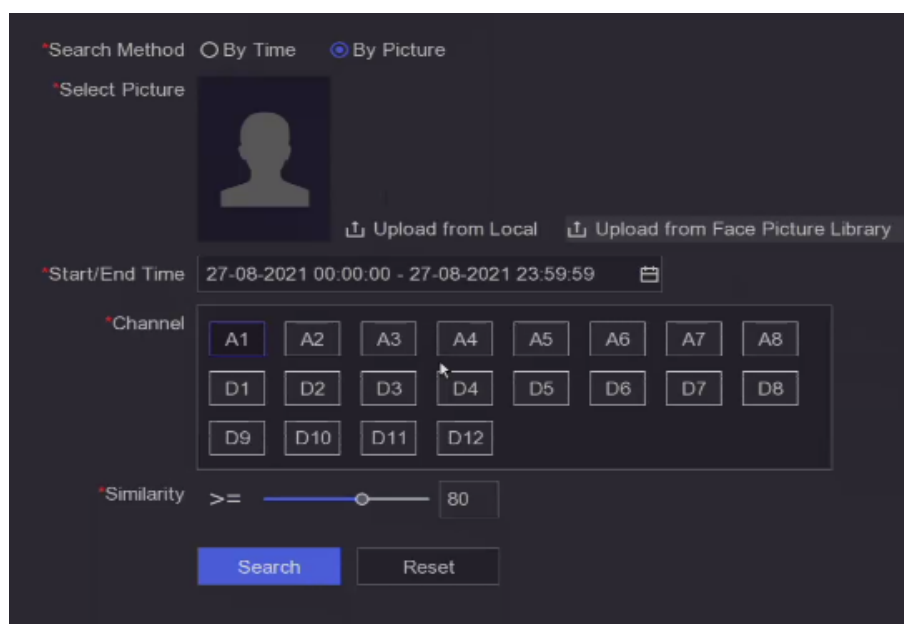 *Search Method By Time By Picture
*Select Picture
Upload from Local Upload from Face Picture Library
*Start/End Time 27-08-2021 00:00:00 - 27-08-2021 23:59:59
*Channel
A1 A2 A3 A4 A5 A6 A7 A8
D1 D2 D3 D4 D5 D6 D7 D8
D9 D10 D11 D12
*Similarity >= 80
Search Reset